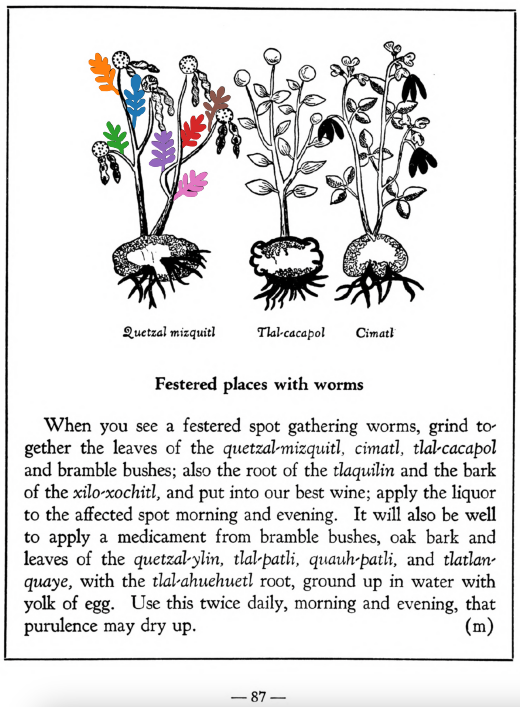 Quetzal mizquitl
Tlal-cacapol
Cimatl
Festered places with worms
When you see a festered spot gathering worms, grind to-
gether the leaves of the quetzal-mizquitl, cimatl, tlal-cacapol
and bramble bushes; also the root of the tlaquilin and the bark
of the xilo-xochitl, and put into our best wine; apply the liquor
to the affected spot morning and evening. It will also be well
to apply a medicament from bramble bushes, oak bark and
leaves of the quetzal-ylin, tlal-patli, quauh-patli, and tlatlan-
quaye, with the tlal-ahuehuetl root, ground up in water with
yolk of egg. Use this twice daily, morning and evening, that
purulence may dry up. (m)
— 87 —